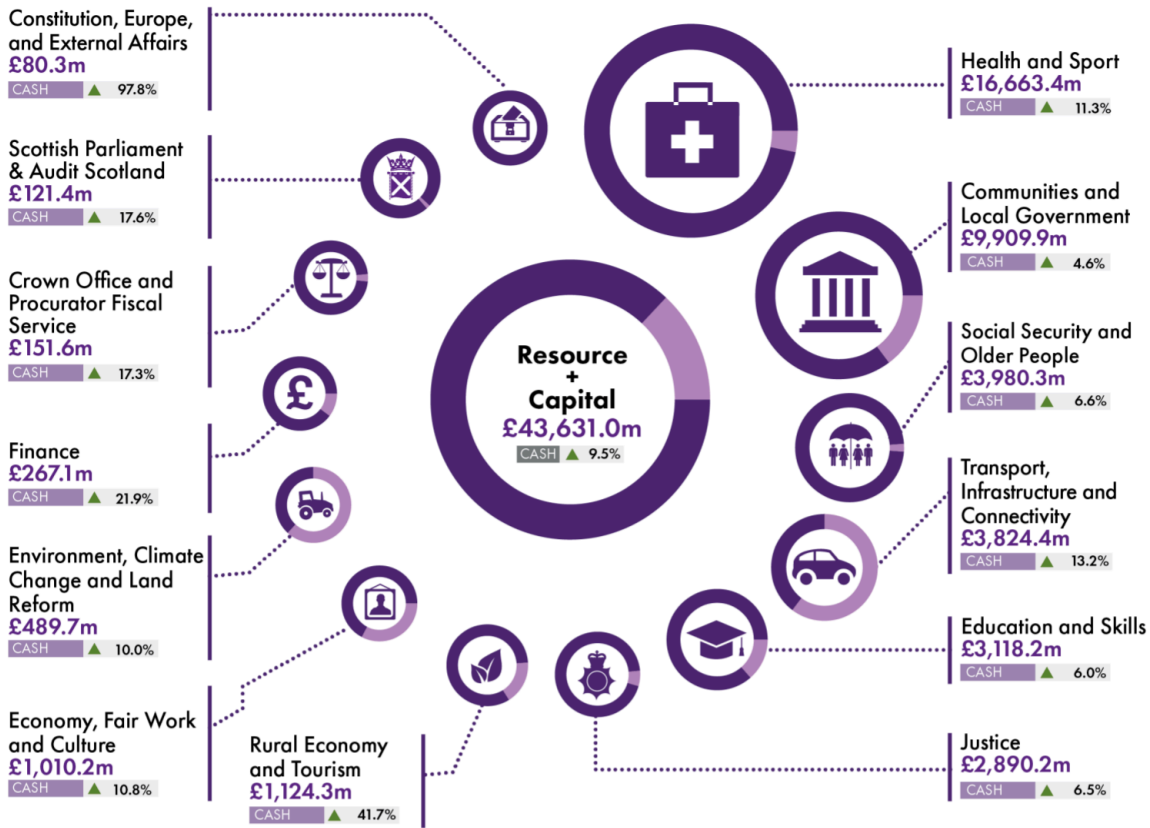 Constitution, Europe,
and External Affairs
£80.3m
CASH ▲ 97.8%
Scottish Parliament
& Audit Scotland
£121.4m
CASH ▲ 17.6%
Crown Office and
Procurator Fiscal
Service
£151.6m
CASH ▲ 17.3%
Finance
£267.1m
CASH ▲ 21.9%
Environment, Climate
Change and Land
Reform
£489.7m
CASH ▲ 10.0%
Economy, Fair Work
and Culture
£1,010.2m
CASH ▲ 10.8%
Rural Economy
and Tourism
£1,124.3m
CASH ▲ 41.7%
£
Resource
+
Capital
£43,631.0m
CASH ▲ 9.5%
Health and Sport
£16,663.4m
CASH ▲ 11.3%
Communities and
Local Government
£9,909.9m
CASH ▲ 4.6%
Social Security and
Older People
£3,980.3m
CASH ▲ 6.6%
Transport,
Infrastructure and
Connectivity
£3,824.4m
CASH ▲ 13.2%
Education and Skills
£3,118.2m
CASH ▲ 6.0%
Justice
£2,890.2m
CASH ▲ 6.5%